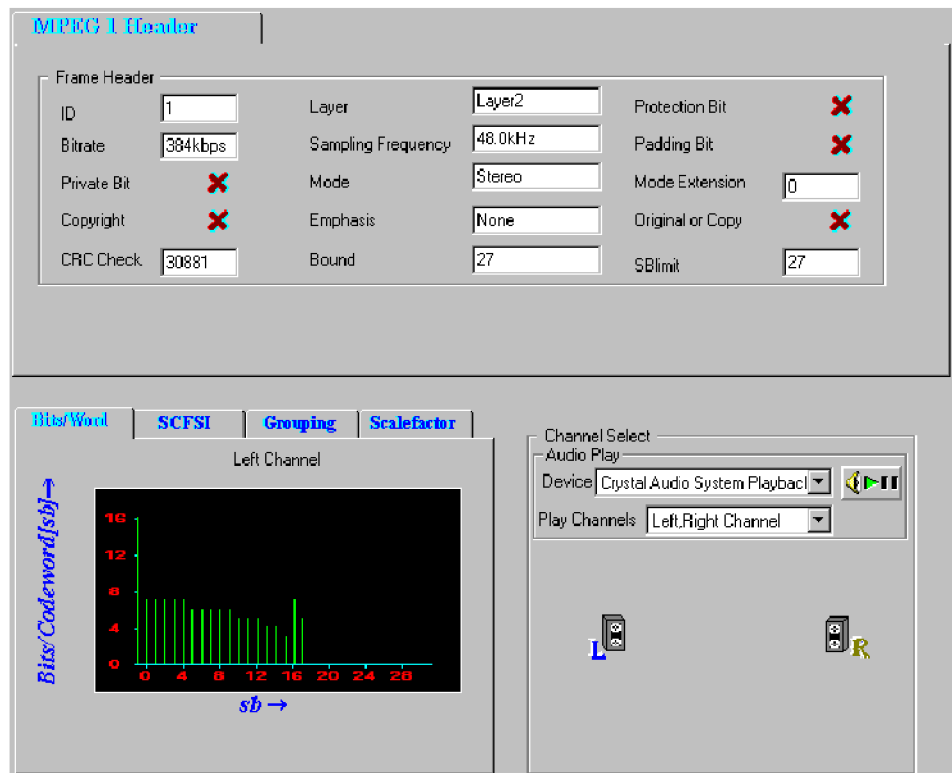 MPEG 1 Header
Frame Header
ID 1 Layer Layer2 Protection Bit
Bitrate 384kbps Sampling Frequency 48.0kHz Padding Bit
Private Bit Mode Stereo Mode Extension 0
Copyright Emphasis None Original or Copy
CRC Check 30881 Bound 27 SBlimit 27
Bits/Word SCFSI Grouping Scalefactor
Left Channel
Bits/Codeword[sb]→
16
12
8
4
0
0 4 8 12 16 20 24 28
sb →
Channel Select
Audio Play
Device Crystal Audio System Playbacl
Play Channels Left,Right Channel
L R